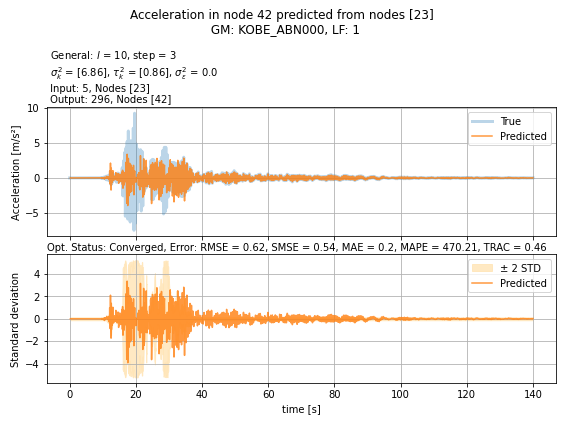 Acceleration in node 42 predicted from nodes [23]
GM: KOBE_ABN000, LF: 1
General: l = 10, step = 3
σ²ₖ = [6.86], τ²ₖ = [0.86], σ²ε = 0.0
Input: 5, Nodes [23]
Output: 296, Nodes [42]
Acceleration [m/s²]
10
5
0
−5
True
Predicted
Opt. Status: Converged, Error: RMSE = 0.62, SMSE = 0.54, MAE = 0.2, MAPE = 470.21, TRAC = 0.46
Standard deviation
4
2
0
−2
−4
± 2 STD
Predicted
0 20 40 60 80 100 120 140
time [s]